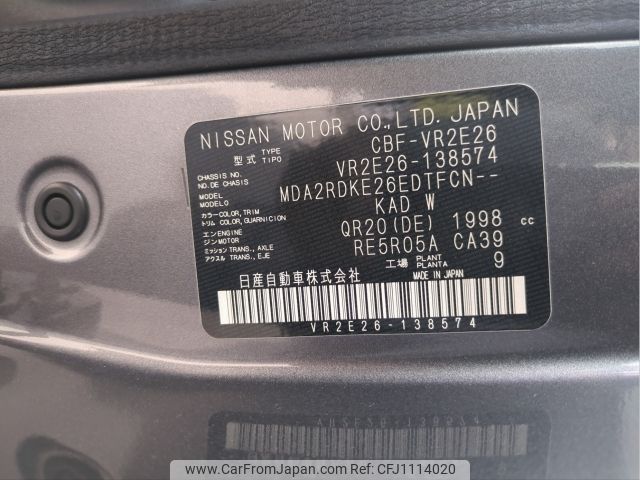 NISSAN MOTOR CO.,LTD. JAPAN
型式 TYPE TIPO CBF-VR2E26
CHASSIS NO. NO.DE CHASIS VR2E26-138574
MODEL MODELO MDA2RDKE26EDTFCN--
カラー COLOR, TRIM トリム COLOR, GUARNICION KAD W
エンジン ENGINE MOTOR QR20(DE) 1998 cc
ミッション TRANS., AXLE アクスル TRANS., EJE RE5R05A CA39
工場 PLANT PLANTA 9
日産自動車株式会社 MADE IN JAPAN
VR2E26-138574
www.CarFromJapan.com [CFJ1114020]